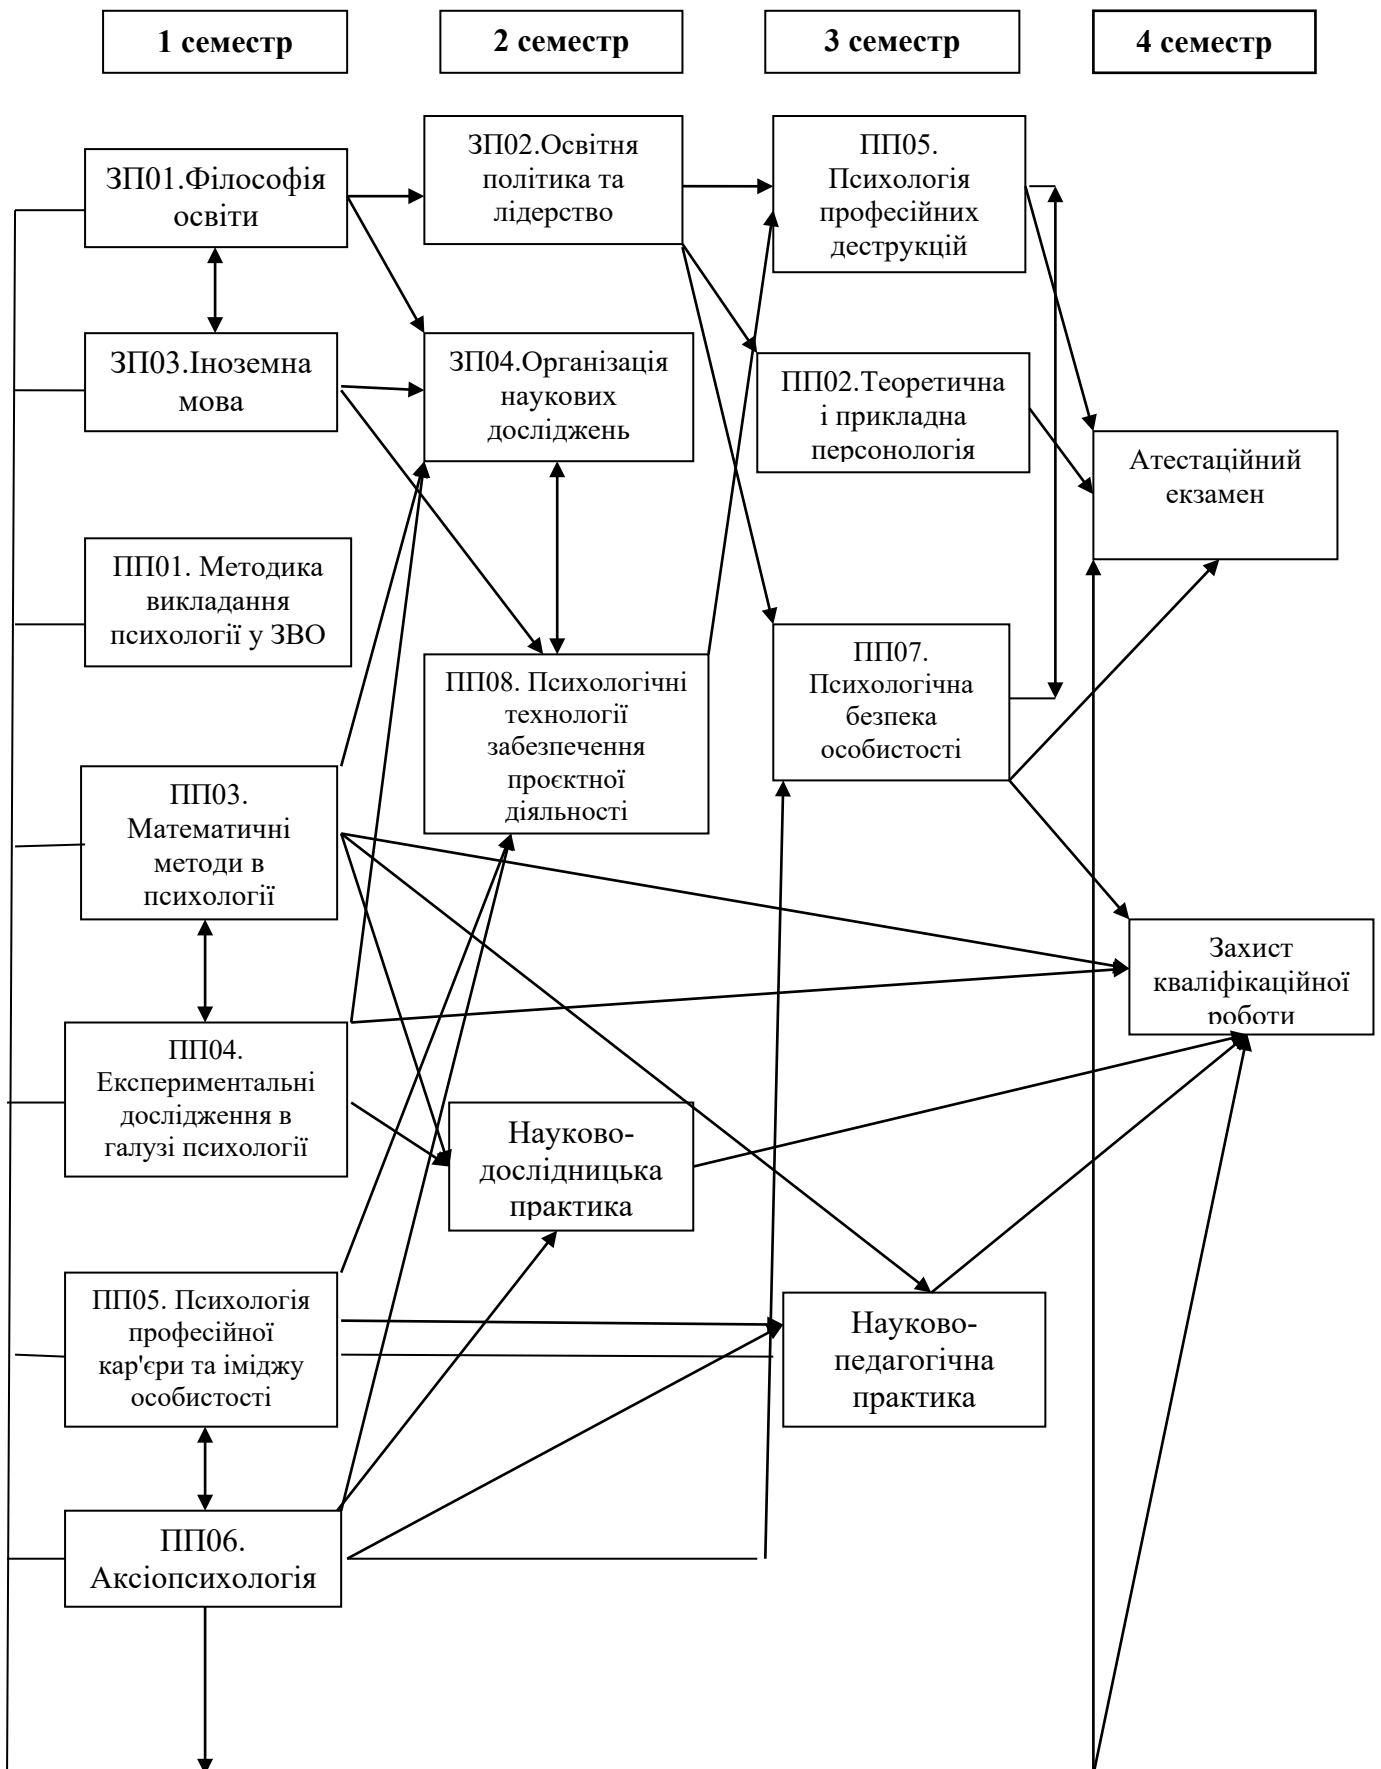 1 семестр
2 семестр
3 семестр
4 семестр
ЗП01.Філософія
освіти
ЗП03.Іноземна
мова
ПП01. Методика
викладання
психології у ЗВО
ПП03.
Математичні
методи в
психології
ПП04.
Експериментальні
дослідження в
галузі психології
ПП05. Психологія
професійної
кар'єри та іміджу
особистості
ПП06.
Аксіопсихологія
ЗП02.Освітня
політика та
лідерство
ЗП04.Організація
наукових
досліджень
ПП08. Психологічні
технології
забезпечення
проєктної
діяльності
Науково-
дослідницька
практика
ПП05.
Психологія
професійних
деструкцій
ПП02.Теоретична
і прикладна
персонологія
ПП07.
Психологічна
безпека
особистості
Науково-
педагогічна
практика
Атестаційний
екзамен
Захист
кваліфікаційної
роботи